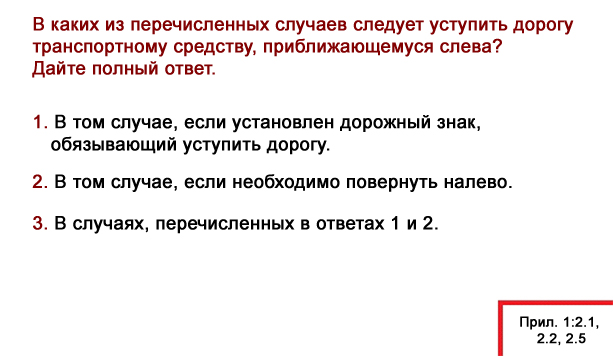 В каких из перечисленных случаев следует уступить дорогу
транспортному средству, приближающемуся слева?
Дайте полный ответ.
1. В том случае, если установлен дорожный знак,
обязывающий уступить дорогу.
2. В том случае, если необходимо повернуть налево.
3. В случаях, перечисленных в ответах 1 и 2.
Прил. 1:2.1,
2.2, 2.5